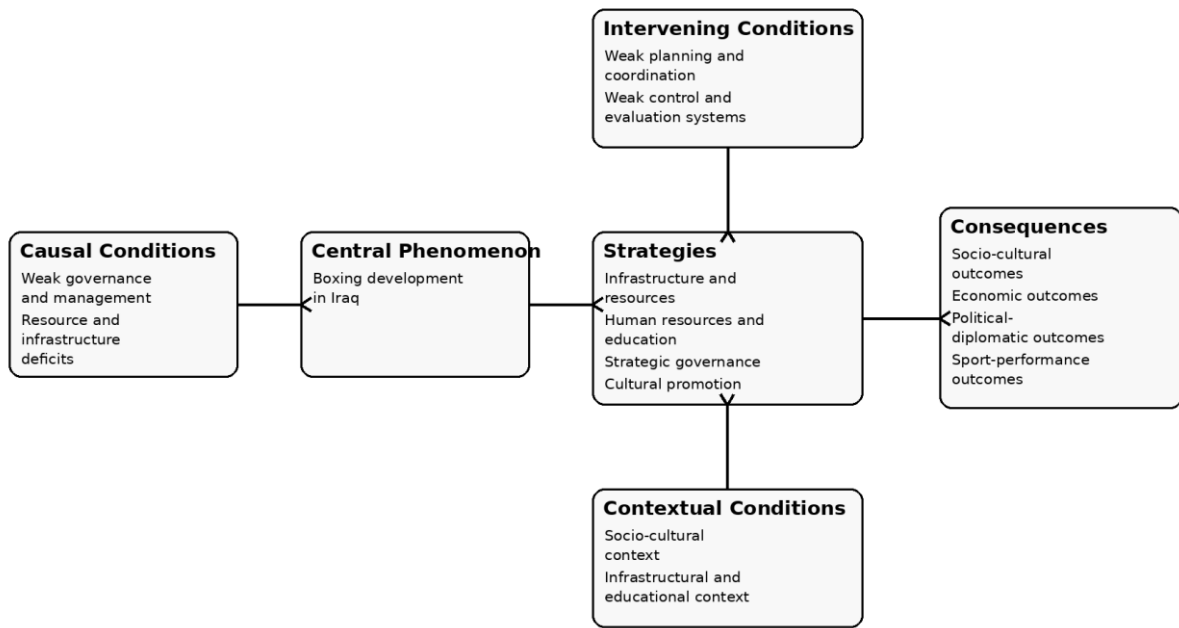 Intervening Conditions
Weak planning and
coordination
Weak control and
evaluation systems
Causal Conditions
Weak governance
and management
Resource and
infrastructure
deficits
Central Phenomenon
Boxing development
in Iraq
Strategies
Infrastructure and
resources
Human resources and
education
Strategic governance
Cultural promotion
Consequences
Socio-cultural
outcomes
Economic outcomes
Political-
diplomatic outcomes
Sport-performance
outcomes
Contextual Conditions
Socio-cultural
context
Infrastructural and
educational context